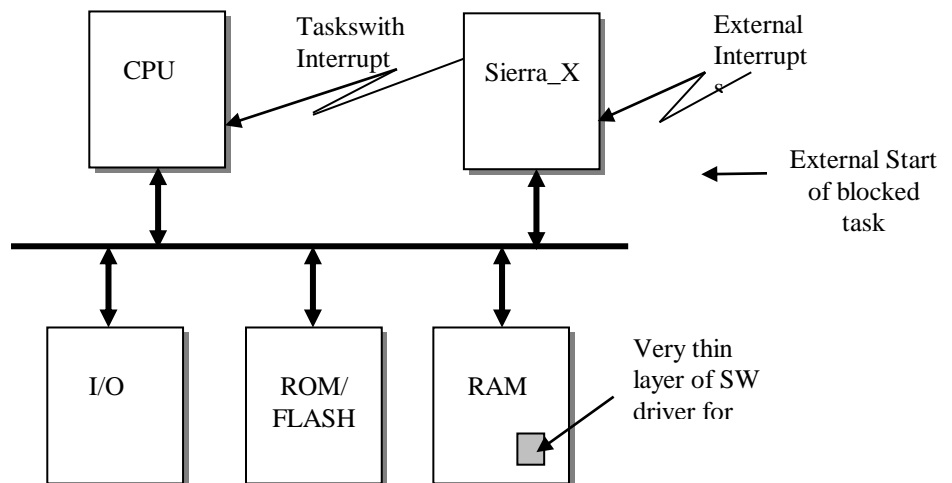 CPU
Taskswith
Interrupt
Sierra_X
External
Interrupt
s
External Start
of blocked
task
I/O
ROM/
FLASH
RAM
Very thin
layer of SW
driver for